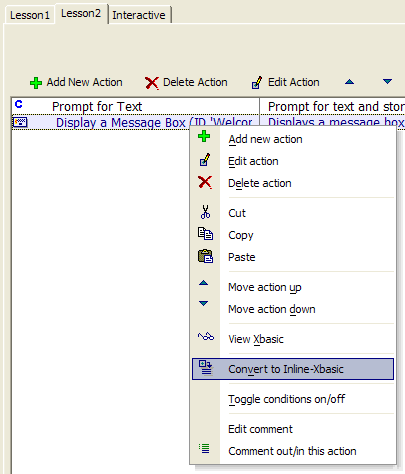 Lesson1 Lesson2 Interactive
Add New Action Delete Action Edit Action
C Prompt for Text Prompt for text and stor
Display a Message Box (ID 'Welcor Displays a message box
Add new action
Edit action
Delete action
Cut
Copy
Paste
Move action up
Move action down
View Xbasic
Convert to Inline-Xbasic
Toggle conditions on/off
Edit comment
Comment out/in this action